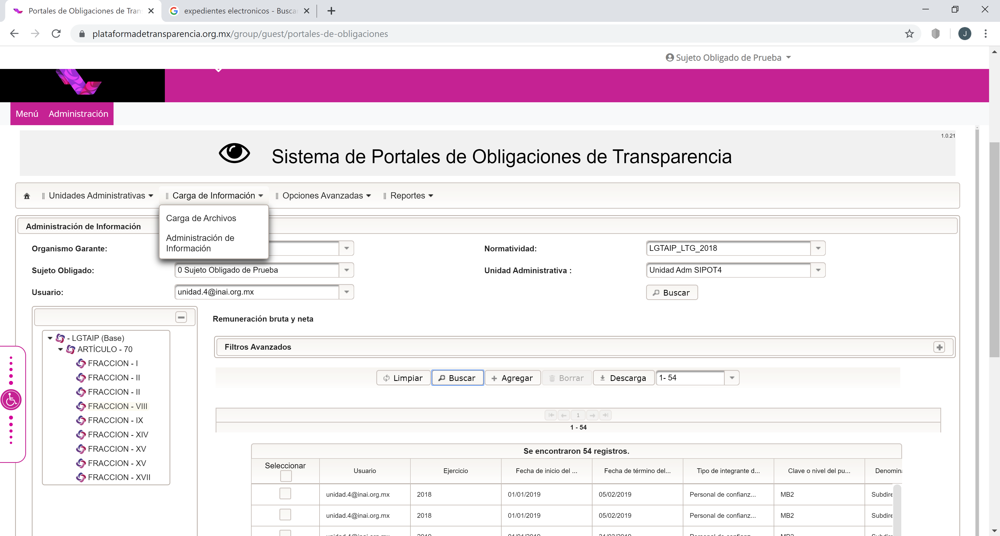 Portales de Obligaciones de Tran
expedientes electronicos - Busca
plataformadetransparencia.org.mx/group/guest/portales-de-obligaciones
J
Sujeto Obligado de Prueba
Menú Administración
1.0.21
Sistema de Portales de Obligaciones de Transparencia
Unidades Administrativas Carga de Información Opciones Avanzadas Reportes
Carga de Archivos
Administración de
Información
Administración de Información
Organismo Garante:
Normatividad: LGTAIP_LTG_2018
Sujeto Obligado: 0 Sujeto Obligado de Prueba
Unidad Administrativa : Unidad Adm SIPOT4
Usuario: unidad.4@inai.org.mx
Buscar
- LGTAIP (Base)
ARTÍCULO - 70
FRACCION - I
FRACCION - II
FRACCION - II
FRACCION - VIII
FRACCION - IX
FRACCION - XIV
FRACCION - XV
FRACCION - XV
FRACCION - XVII
Remuneración bruta y neta
Filtros Avanzados
Limpiar Buscar Agregar Borrar Descarga 1- 54
1
1 - 54
Se encontraron 54 registros.
Seleccionar Usuario Ejercicio Fecha de inicio del ... Fecha de término del... Tipo de integrante d... Clave o nivel del pu... Denomin
unidad.4@inai.org.mx 2018 01/01/2019 05/02/2019 Personal de confianz... MB2 Subdire
unidad.4@inai.org.mx 2018 01/01/2019 05/02/2019 Personal de confianz... MB2 Subdire